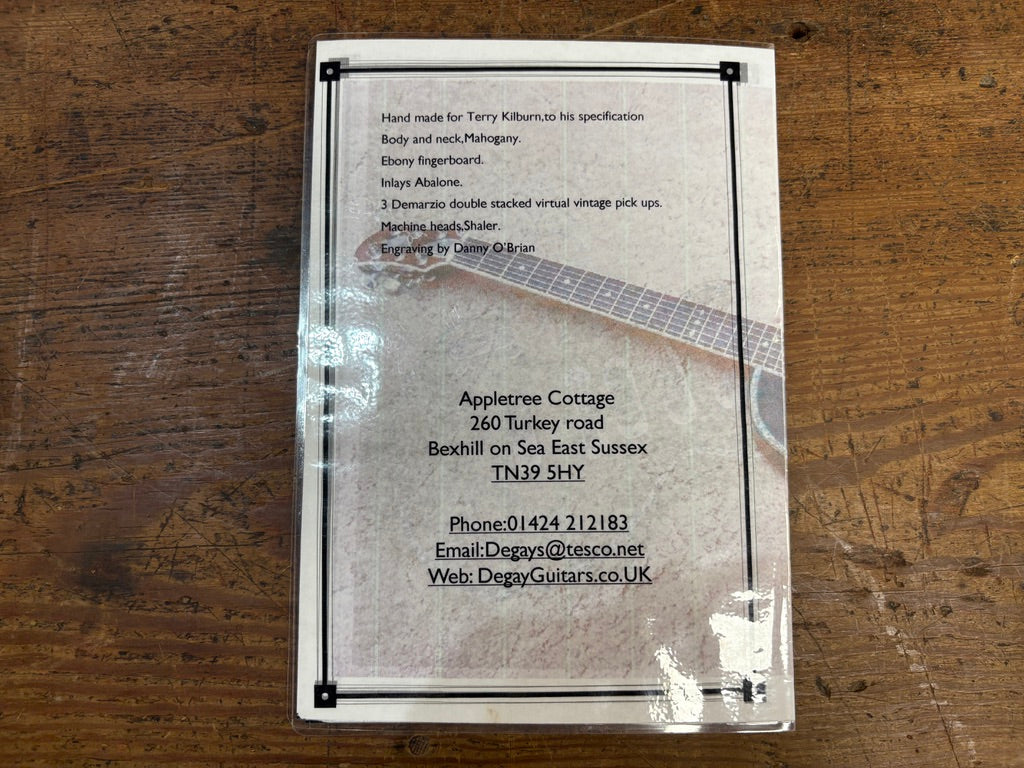 Hand made for Terry Kilburn,to his specification
Body and neck,Mahogany.
Ebony fingerboard.
Inlays Abalone.
3 Demarzio double stacked virtual vintage pick ups.
Machine heads,Shaler.
Engraving by Danny O'Brian
Appletree Cottage
260 Turkey road
Bexhill on Sea East Sussex
TN39 5HY
Phone:01424 212183
Email:Degays@tesco.net
Web: DegayGuitars.co.UK